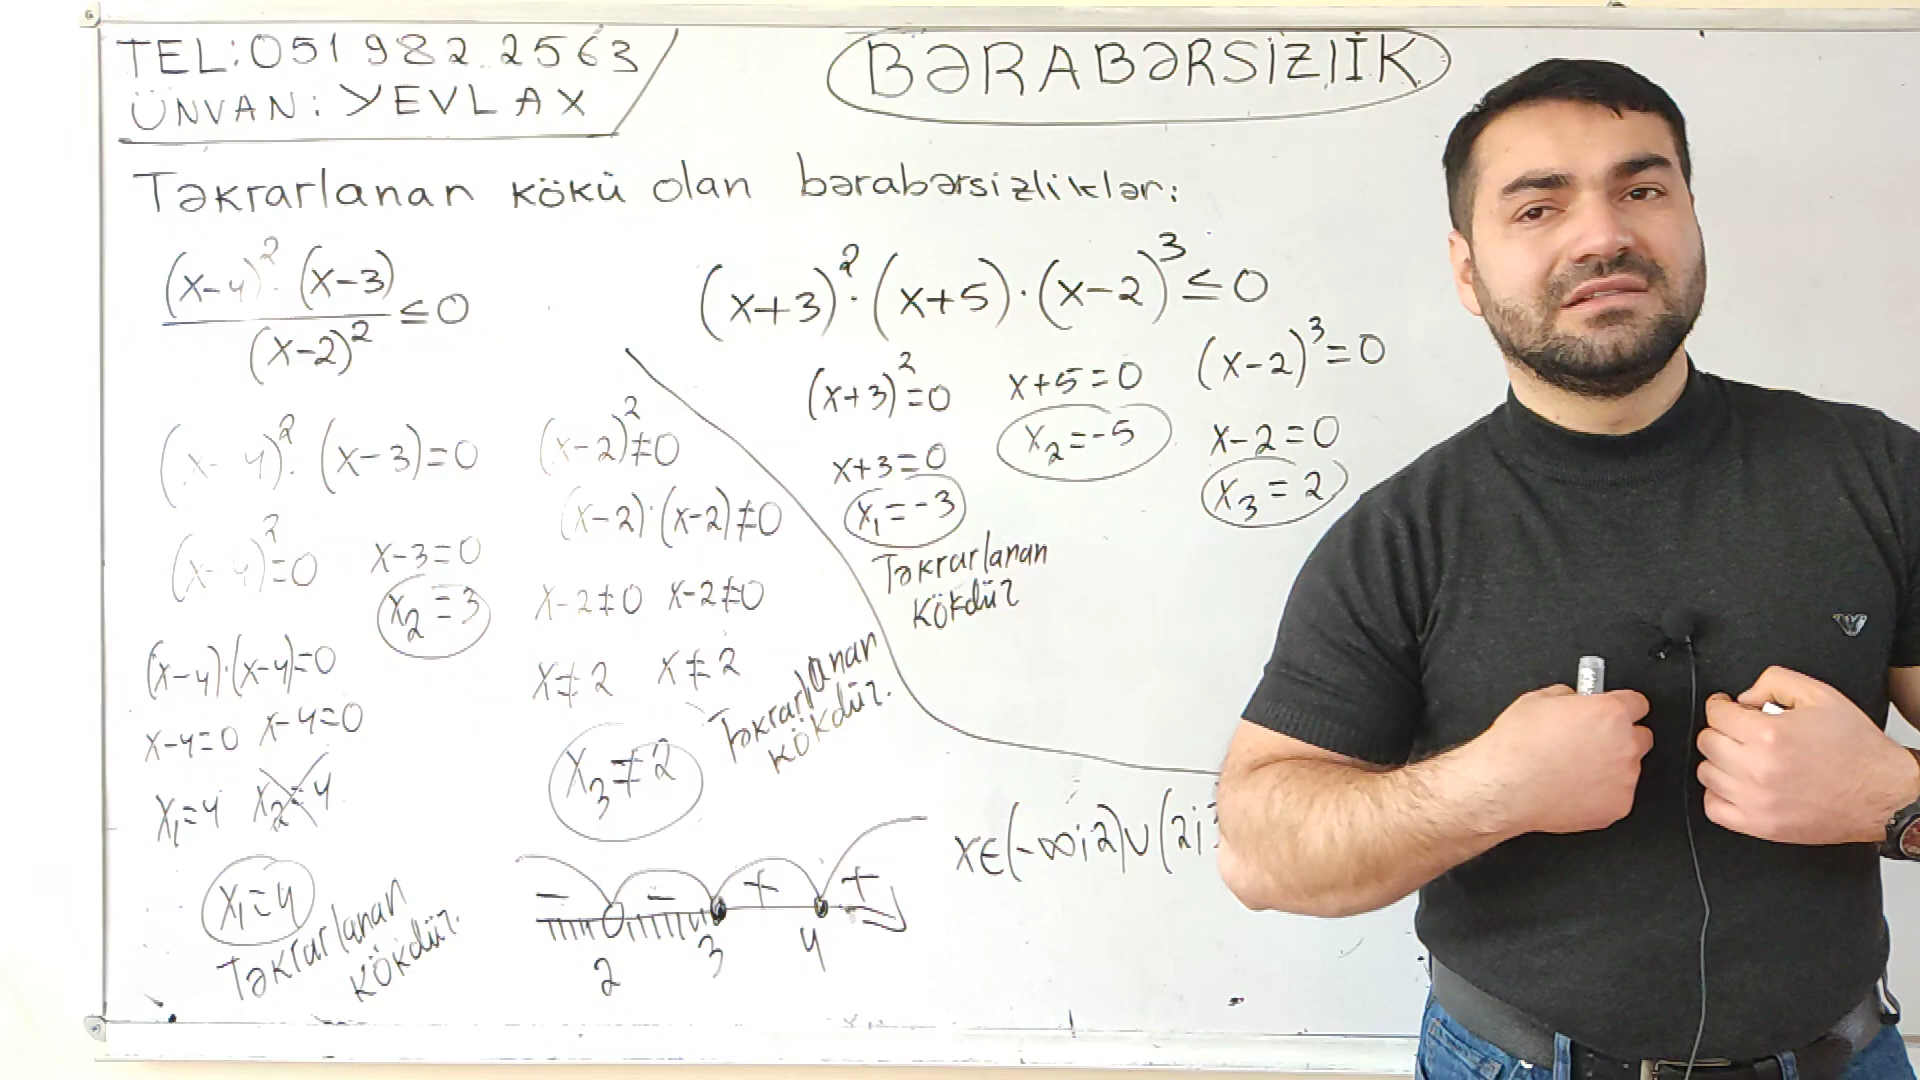 TEL: 051 982 2563
ÜNVAN: YEVLAX
BƏRABƏRSİZLİK
Təkrarlanan kökü olan bərabərsizliklər:
(x-4)²·(x-3)
(x-2)²
≤0
(x-4)²·(x-3)=0
(x-2)²≠0
(x-2)·(x-2)≠0
(x-4)²=0
x-3=0
x₂=3
x-2≠0 x-2≠0
(x-4)·(x-4)=0
x≠2 x≠2
x-4=0 x-4=0
x₃≠2
Təkrarlanan
kökdür.
x₁=4 x₂=4
x₁=4
Təkrarlanan
kökdür.
- - + +
2 3 4
x∈(-∞;2)∪(2;
(x+3)²·(x+5)·(x-2)³≤0
(x+3)²=0
x+5=0
(x-2)³=0
x+3=0
x₂=-5
x-2=0
x₁=-3
x₃=2
Təkrarlanan
kökdür